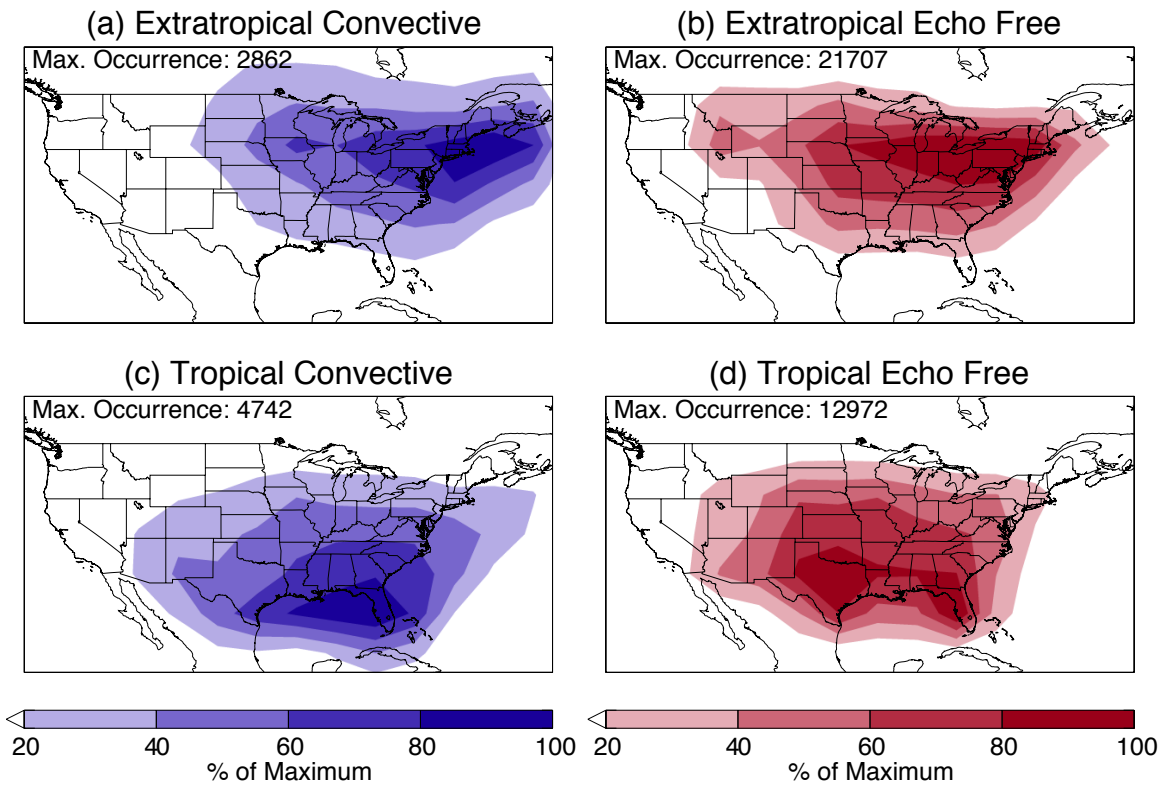 (a) Extratropical Convective
Max. Occurrence: 2862
(b) Extratropical Echo Free
Max. Occurrence: 21707
(c) Tropical Convective
Max. Occurrence: 4742
(d) Tropical Echo Free
Max. Occurrence: 12972
20 40 60 80 100
% of Maximum
20 40 60 80 100
% of Maximum